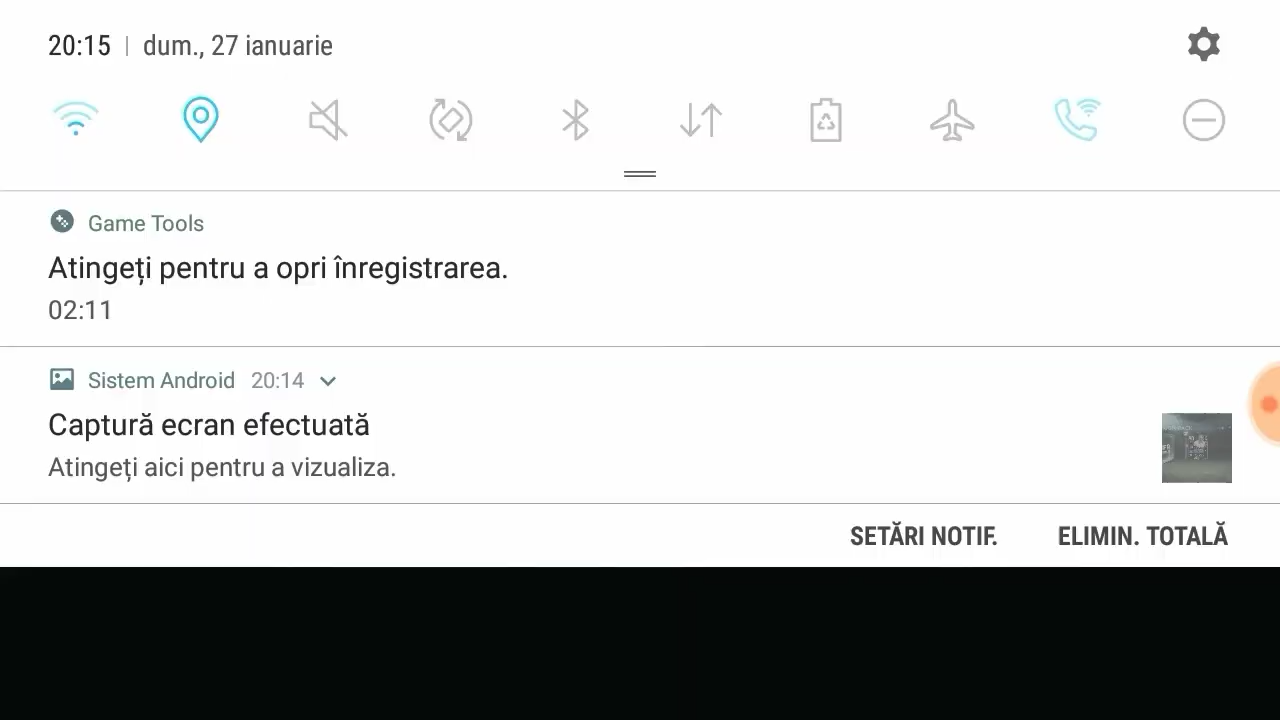 20:15 | dum., 27 ianuarie
Game Tools
Atingeți pentru a opri înregistrarea.
02:11
Sistem Android 20:14
Captură ecran efectuată
Atingeți aici pentru a vizualiza.
SETĂRI NOTIF. ELIMIN. TOTALĂ